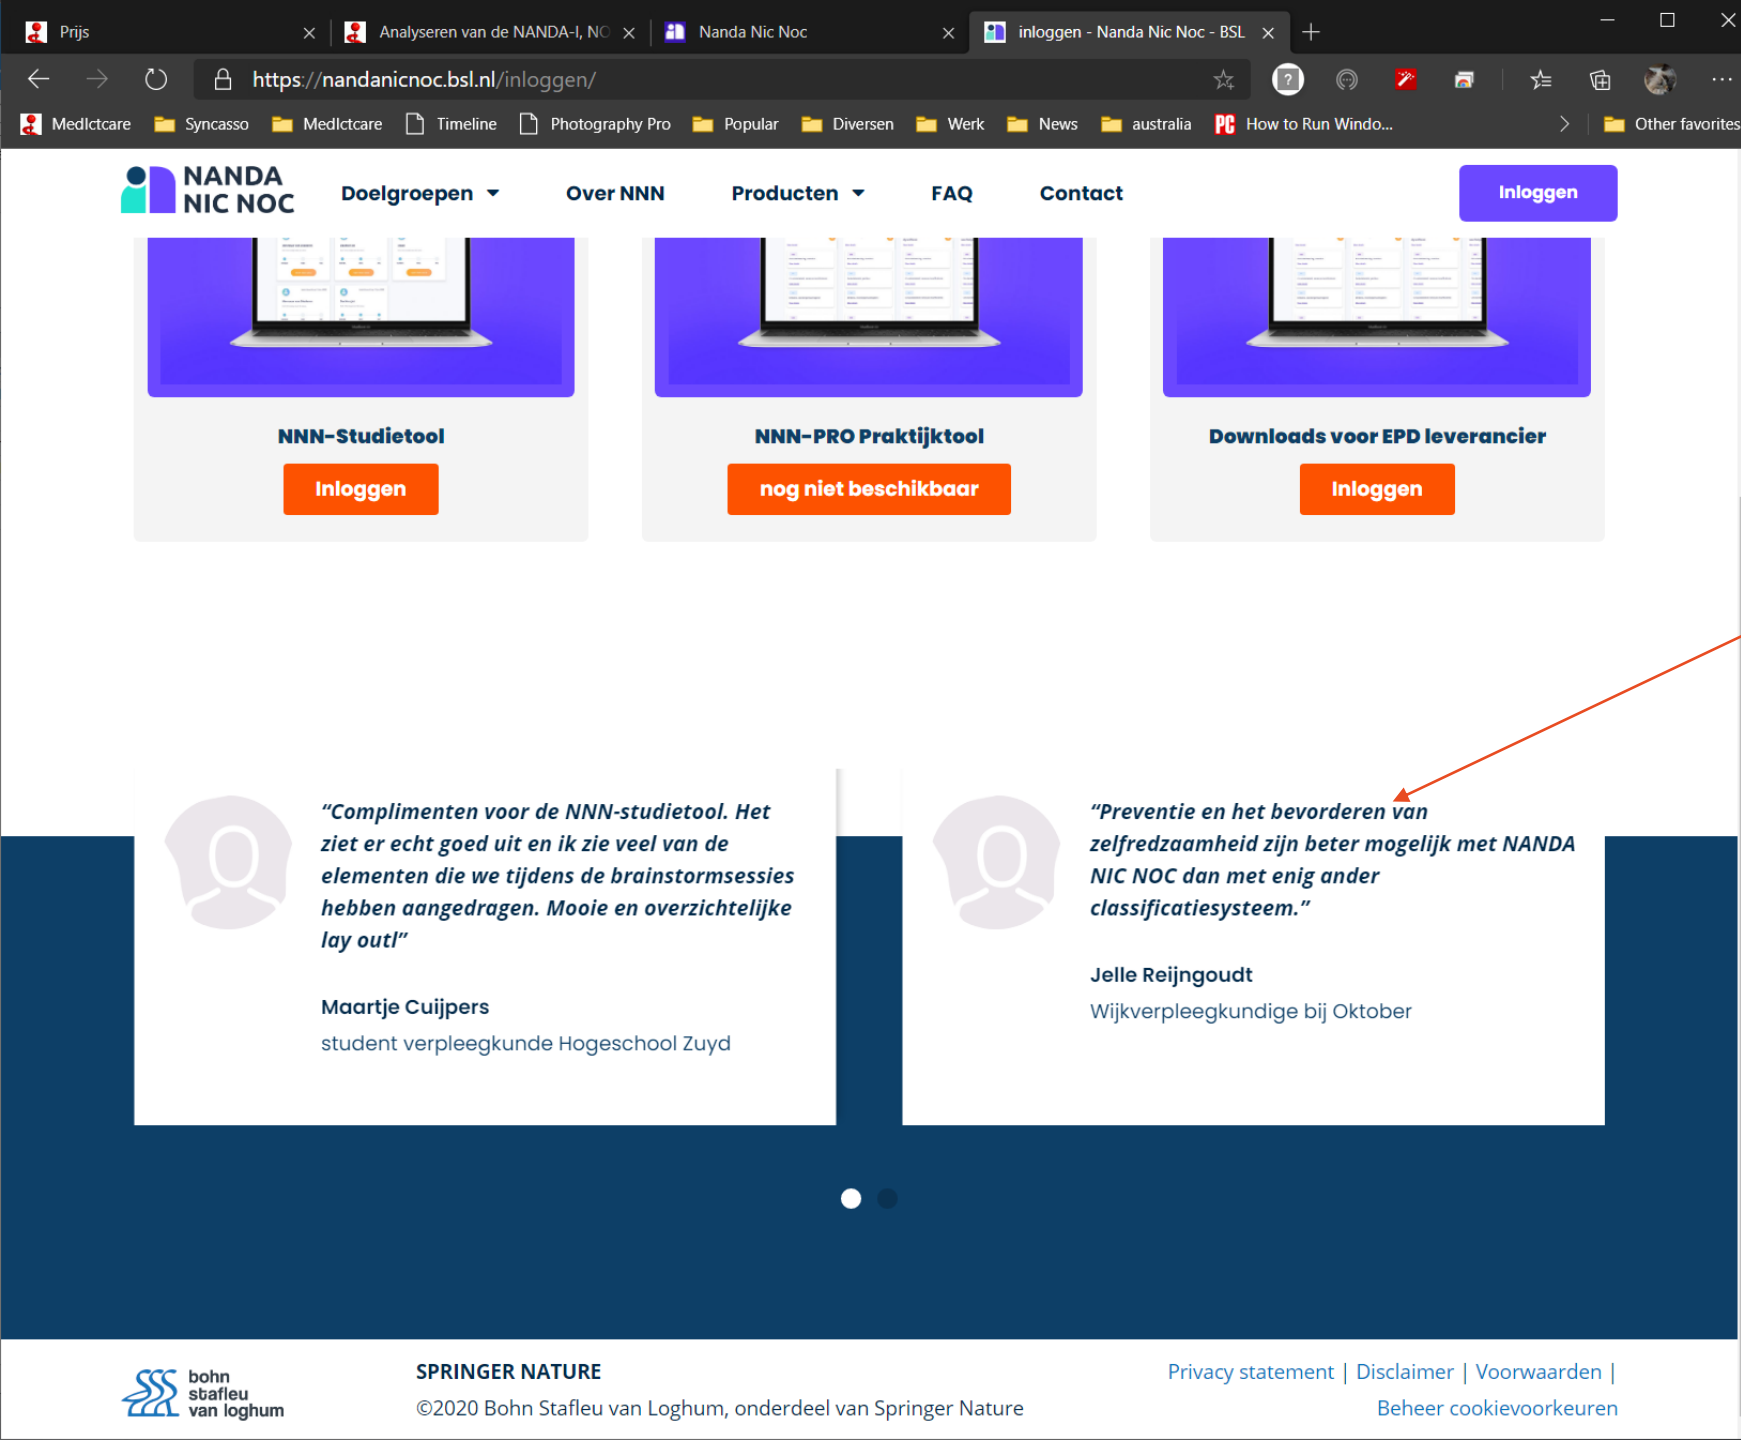 Prijs
Analyseren van de NANDA-I, NO
Nanda Nic Noc
inloggen - Nanda Nic Noc - BSL
https://nandanicnoc.bsl.nl/inloggen/
MedIctcare
Syncasso
MedIctcare
Timeline
Photography Pro
Popular
Diversen
Werk
News
australia
PC How to Run Windo...
Other favorites
NANDA
NIC NOC
Doelgroepen
Over NNN
Producten
FAQ
Contact
Inloggen
NNN-Studietool
Inloggen
NNN-PRO Praktijktool
nog niet beschikbaar
Downloads voor EPD leverancier
Inloggen
“Complimenten voor de NNN-studietool. Het
ziet er echt goed uit en ik zie veel van de
elementen die we tijdens de brainstormsessies
hebben aangedragen. Mooie en overzichtelijke
lay out!”
Maartje Cuijpers
student verpleegkunde Hogeschool Zuyd
“Preventie en het bevorderen van
zelfredzaamheid zijn beter mogelijk met NANDA
NIC NOC dan met enig ander
classificatiesysteem.”
Jelle Reijngoudt
Wijkverpleegkundige bij Oktober
bohn
stafleu
van loghum
SPRINGER NATURE
©2020 Bohn Stafleu van Loghum, onderdeel van Springer Nature
Privacy statement | Disclaimer | Voorwaarden |
Beheer cookievoorkeuren